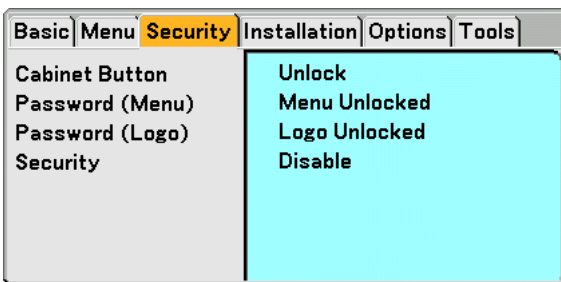 Basic Menu Security Installation Options Tools
Cabinet Button Unlock
Password (Menu) Menu Unlocked
Password (Logo) Logo Unlocked
Security Disable